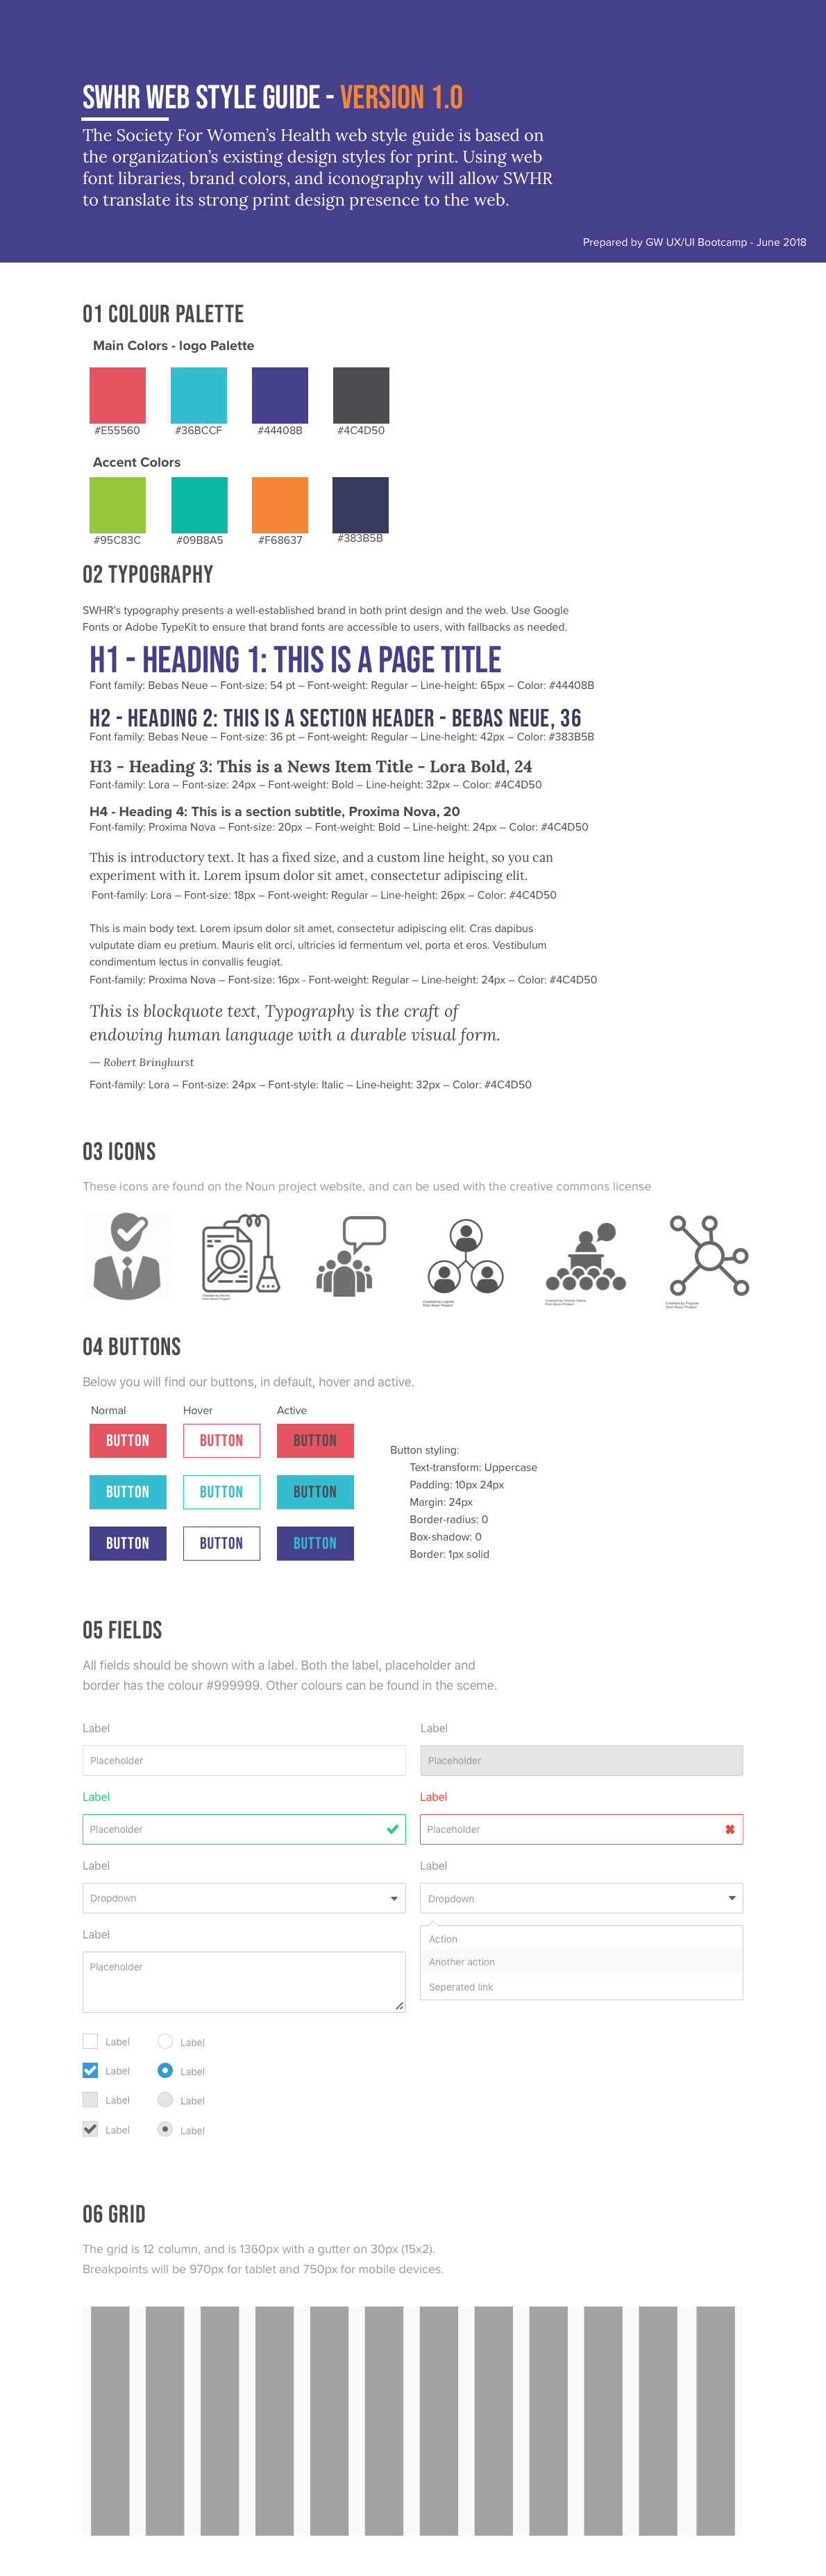 SWHR WEB STYLE GUIDE - VERSION 1.0
The Society For Women's Health web style guide is based on
the organization's existing design styles for print. Using web
font libraries, brand colors, and iconography will allow SWHR
to translate its strong print design presence to the web.
Prepared by GW UX/UI Bootcamp - June 2018
01 COLOUR PALETTE
Main Colors - logo Palette
#E55560 #36BCCF #44408B #4C4D50
Accent Colors
#95C83C #09B8A5 #F68637 #383B5B
02 TYPOGRAPHY
SWHR's typography presents a well-established brand in both print design and the web. Use Google
Fonts or Adobe TypeKit to ensure that brand fonts are accessible to users, with fallbacks as needed.
H1 - HEADING 1: THIS IS A PAGE TITLE
Font family: Bebas Neue – Font-size: 54 pt – Font-weight: Regular – Line-height: 65px – Color: #44408B
H2 - HEADING 2: THIS IS A SECTION HEADER - BEBAS NEUE, 36
Font family: Bebas Neue – Font-size: 36 pt – Font-weight: Regular – Line-height: 42px – Color: #383B5B
H3 - Heading 3: This is a News Item Title - Lora Bold, 24
Font-family: Lora – Font-size: 24px – Font-weight: Bold – Line-height: 32px – Color: #4C4D50
H4 - Heading 4: This is a section subtitle, Proxima Nova, 20
Font-family: Proxima Nova – Font-size: 20px – Font-weight: Bold – Line-height: 24px – Color: #4C4D50
This is introductory text. It has a fixed size, and a custom line height, so you can
experiment with it. Lorem ipsum dolor sit amet, consectetur adipiscing elit.
Font-family: Lora – Font-size: 18px – Font-weight: Regular – Line-height: 26px – Color: #4C4D50
This is main body text. Lorem ipsum dolor sit amet, consectetur adipiscing elit. Cras dapibus
vulputate diam eu pretium. Mauris elit orci, ultricies id fermentum vel, porta et eros. Vestibulum
condimentum lectus in convallis feugiat.
Font-family: Proxima Nova – Font-size: 16px - Font-weight: Regular – Line-height: 24px – Color: #4C4D50
This is blockquote text, Typography is the craft of
endowing human language with a durable visual form.
— Robert Bringhurst
Font-family: Lora – Font-size: 24px – Font-style: Italic – Line-height: 32px – Color: #4C4D50
03 ICONS
These icons are found on the Noun project website, and can be used with the creative commons license
04 BUTTONS
Below you will find our buttons, in default, hover and active.
Normal Hover Active
BUTTON BUTTON BUTTON
BUTTON BUTTON BUTTON
BUTTON BUTTON BUTTON
Button styling:
Text-transform: Uppercase
Padding: 10px 24px
Margin: 24px
Border-radius: 0
Box-shadow: 0
Border: 1px solid
05 FIELDS
All fields should be shown with a label. Both the label, placeholder and
border has the colour #999999. Other colours can be found in the sceme.
Label Label
Placeholder Placeholder
Label Label
Placeholder Placeholder
Label Label
Dropdown Dropdown
Label
Placeholder
Action
Another action
Seperated link
Label Label
Label Label
Label Label
Label Label
06 GRID
The grid is 12 column, and is 1360px with a gutter on 30px (15x2).
Breakpoints will be 970px for tablet and 750px for mobile devices.